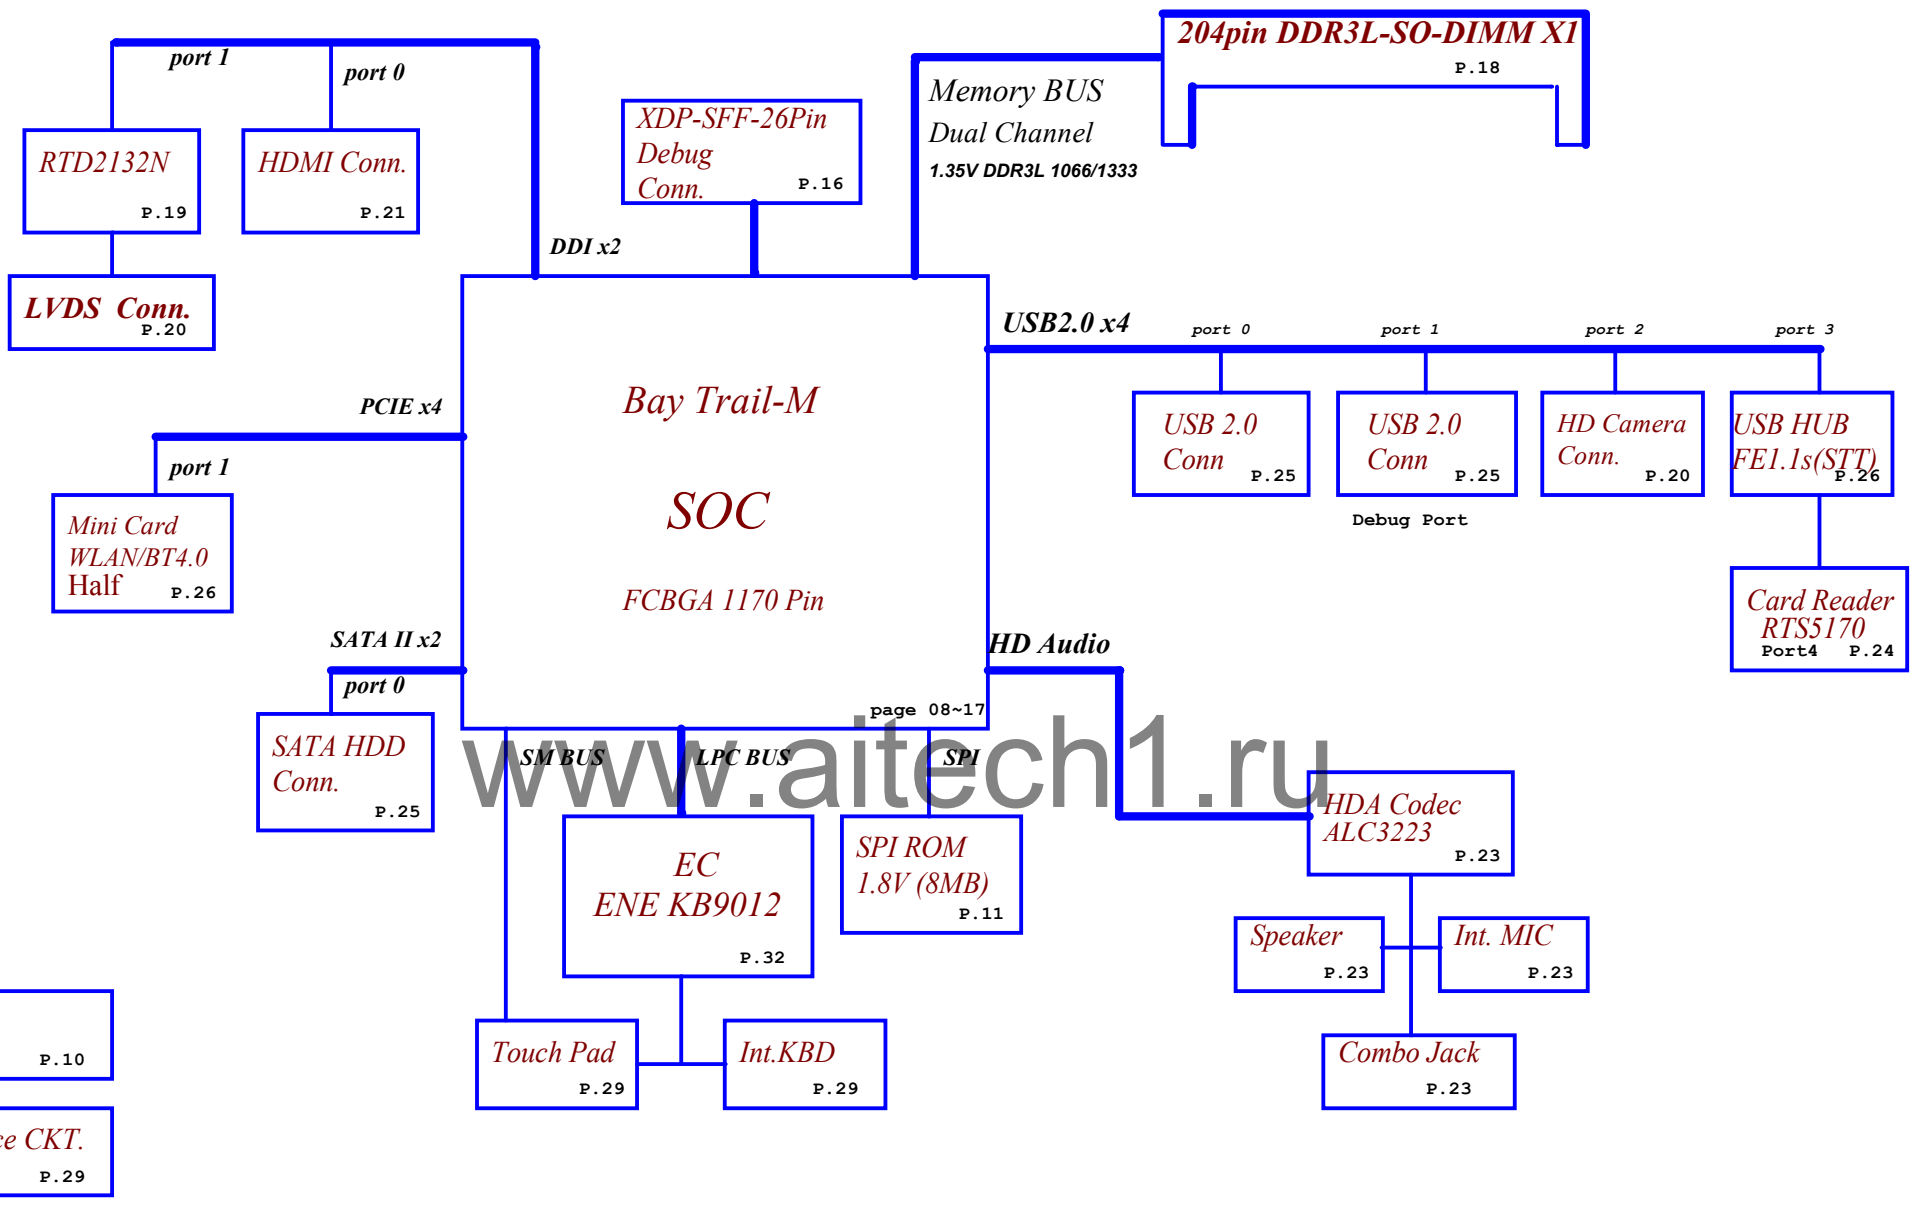 port 1
port 0
RTD2132N
P.19
HDMI Conn.
P.21
LVDS  Conn.
P.20
DDI x2
XDP-SFF-26Pin
Debug
Conn.
P.16
Memory BUS
Dual Channel
1.35V DDR3L 1066/1333
204pin DDR3L-SO-DIMM X1
P.18
PCIE x4
port 1
Mini Card
WLAN/BT4.0
Half
P.26
SATA II x2
port 0
SATA HDD
Conn.
P.25
Bay Trail-M
SOC
FCBGA 1170 Pin
page 08~17
USB2.0 x4
port 0
port 1
port 2
port 3
USB 2.0
Conn
P.25
USB 2.0
Conn
P.25
Debug Port
HD Camera
Conn.
P.20
USB HUB
FE1.1s(STT)
P.26
Card Reader
RTS5170
Port4 P.24
HD Audio
www.aitech1.ru
SM BUS
LPC BUS
SPI
EC
ENE KB9012
P.32
SPI ROM
1.8V (8MB)
P.11
HDA Codec
ALC3223
P.23
Speaker
P.23
Int. MIC
P.23
Combo Jack
P.23
Touch Pad
P.29
Int.KBD
P.29
P.10
ce CKT.
P.29